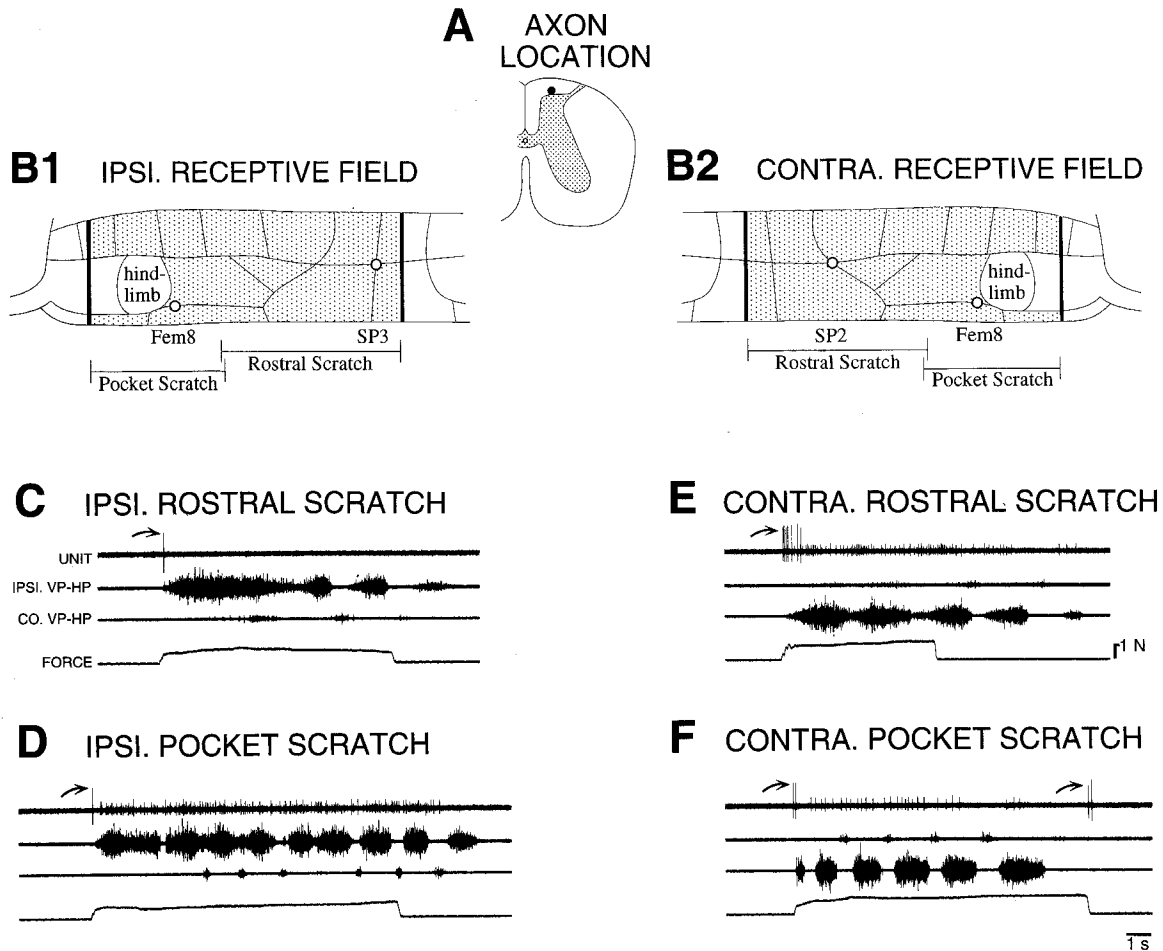 A AXON
LOCATION
B1 IPSI. RECEPTIVE FIELD
B2 CONTRA. RECEPTIVE FIELD
hind-
limb
Fem8
SP3
Rostral Scratch
Pocket Scratch
hind-
limb
SP2
Fem8
Rostral Scratch
Pocket Scratch
C IPSI. ROSTRAL SCRATCH
UNIT
IPSI. VP-HP
CO. VP-HP
FORCE
E CONTRA. ROSTRAL SCRATCH
1 N
D IPSI. POCKET SCRATCH
F CONTRA. POCKET SCRATCH
1 s